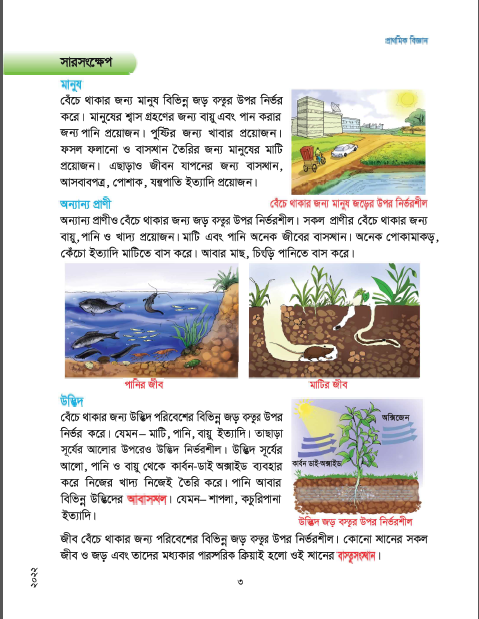 প্রাথমিক বিজ্ঞান
সারসংক্ষেপ
মানুষ
বেঁচে থাকার জন্য মানুষ বিভিন্ন জড় বস্তুর উপর নির্ভর
করে। মানুষের শ্বাস গ্রহণের জন্য বায়ু এবং পান করার
জন্য পানি প্রয়োজন। পুষ্টির জন্য খাবার প্রয়োজন।
ফসল ফলানো ও বাসস্থান তৈরির জন্য মানুষের মাটি
প্রয়োজন। এছাড়াও জীবন যাপনের জন্য বাসস্থান,
আসবাবপত্র, পোশাক, যন্ত্রপাতি ইত্যাদি প্রয়োজন।
বেঁচে থাকার জন্য মানুষ জড়ের উপর নির্ভরশীল
অন্যান্য প্রাণী
অন্যান্য প্রাণীও বেঁচে থাকার জন্য জড় বস্তুর উপর নির্ভরশীল। সকল প্রাণীর বেঁচে থাকার জন্য
বায়ু, পানি ও খাদ্য প্রয়োজন। মাটি এবং পানি অনেক জীবের বাসস্থান। অনেক পোকামাকড়,
কেঁচো ইত্যাদি মাটিতে বাস করে। আবার মাছ, চিংড়ি পানিতে বাস করে।
পানির জীব
মাটির জীব
উদ্ভিদ
বেঁচে থাকার জন্য উদ্ভিদ পরিবেশের বিভিন্ন জড় বস্তুর উপর
নির্ভর করে। যেমন– মাটি, পানি, বায়ু ইত্যাদি। তাছাড়া
সূর্যের আলোর উপরেও উদ্ভিদ নির্ভরশীল। উদ্ভিদ সূর্যের
আলো, পানি ও বায়ু থেকে কার্বন-ডাই অক্সাইড ব্যবহার
করে নিজের খাদ্য নিজেই তৈরি করে। পানি আবার
বিভিন্ন উদ্ভিদের আবাসস্থল। যেমন– শাপলা, কচুরিপানা
ইত্যাদি।
অক্সিজেন
কার্বন ডাই-অক্সাইড
উদ্ভিদ জড় বস্তুর উপর নির্ভরশীল
জীব বেঁচে থাকার জন্য পরিবেশের বিভিন্ন জড় বস্তুর উপর নির্ভরশীল। কোনো স্থানের সকল
জীব ও জড় এবং তাদের মধ্যকার পারস্পরিক ক্রিয়াই হলো ওই স্থানের বাস্তুসংস্থান।
২০২২
৩